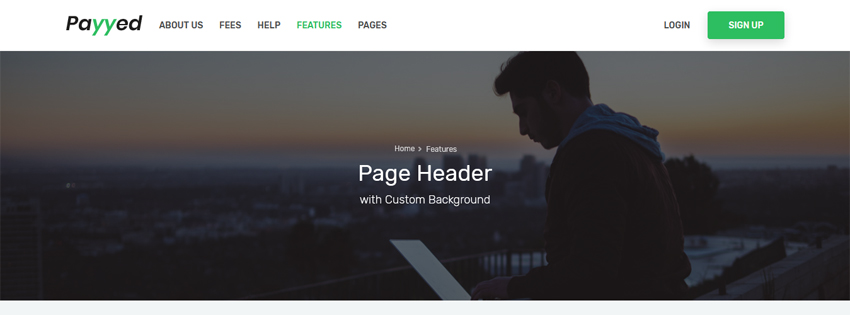 Payyed ABOUT US FEES HELP FEATURES PAGES LOGIN SIGN UP
Home > Features
Page Header
with Custom Background